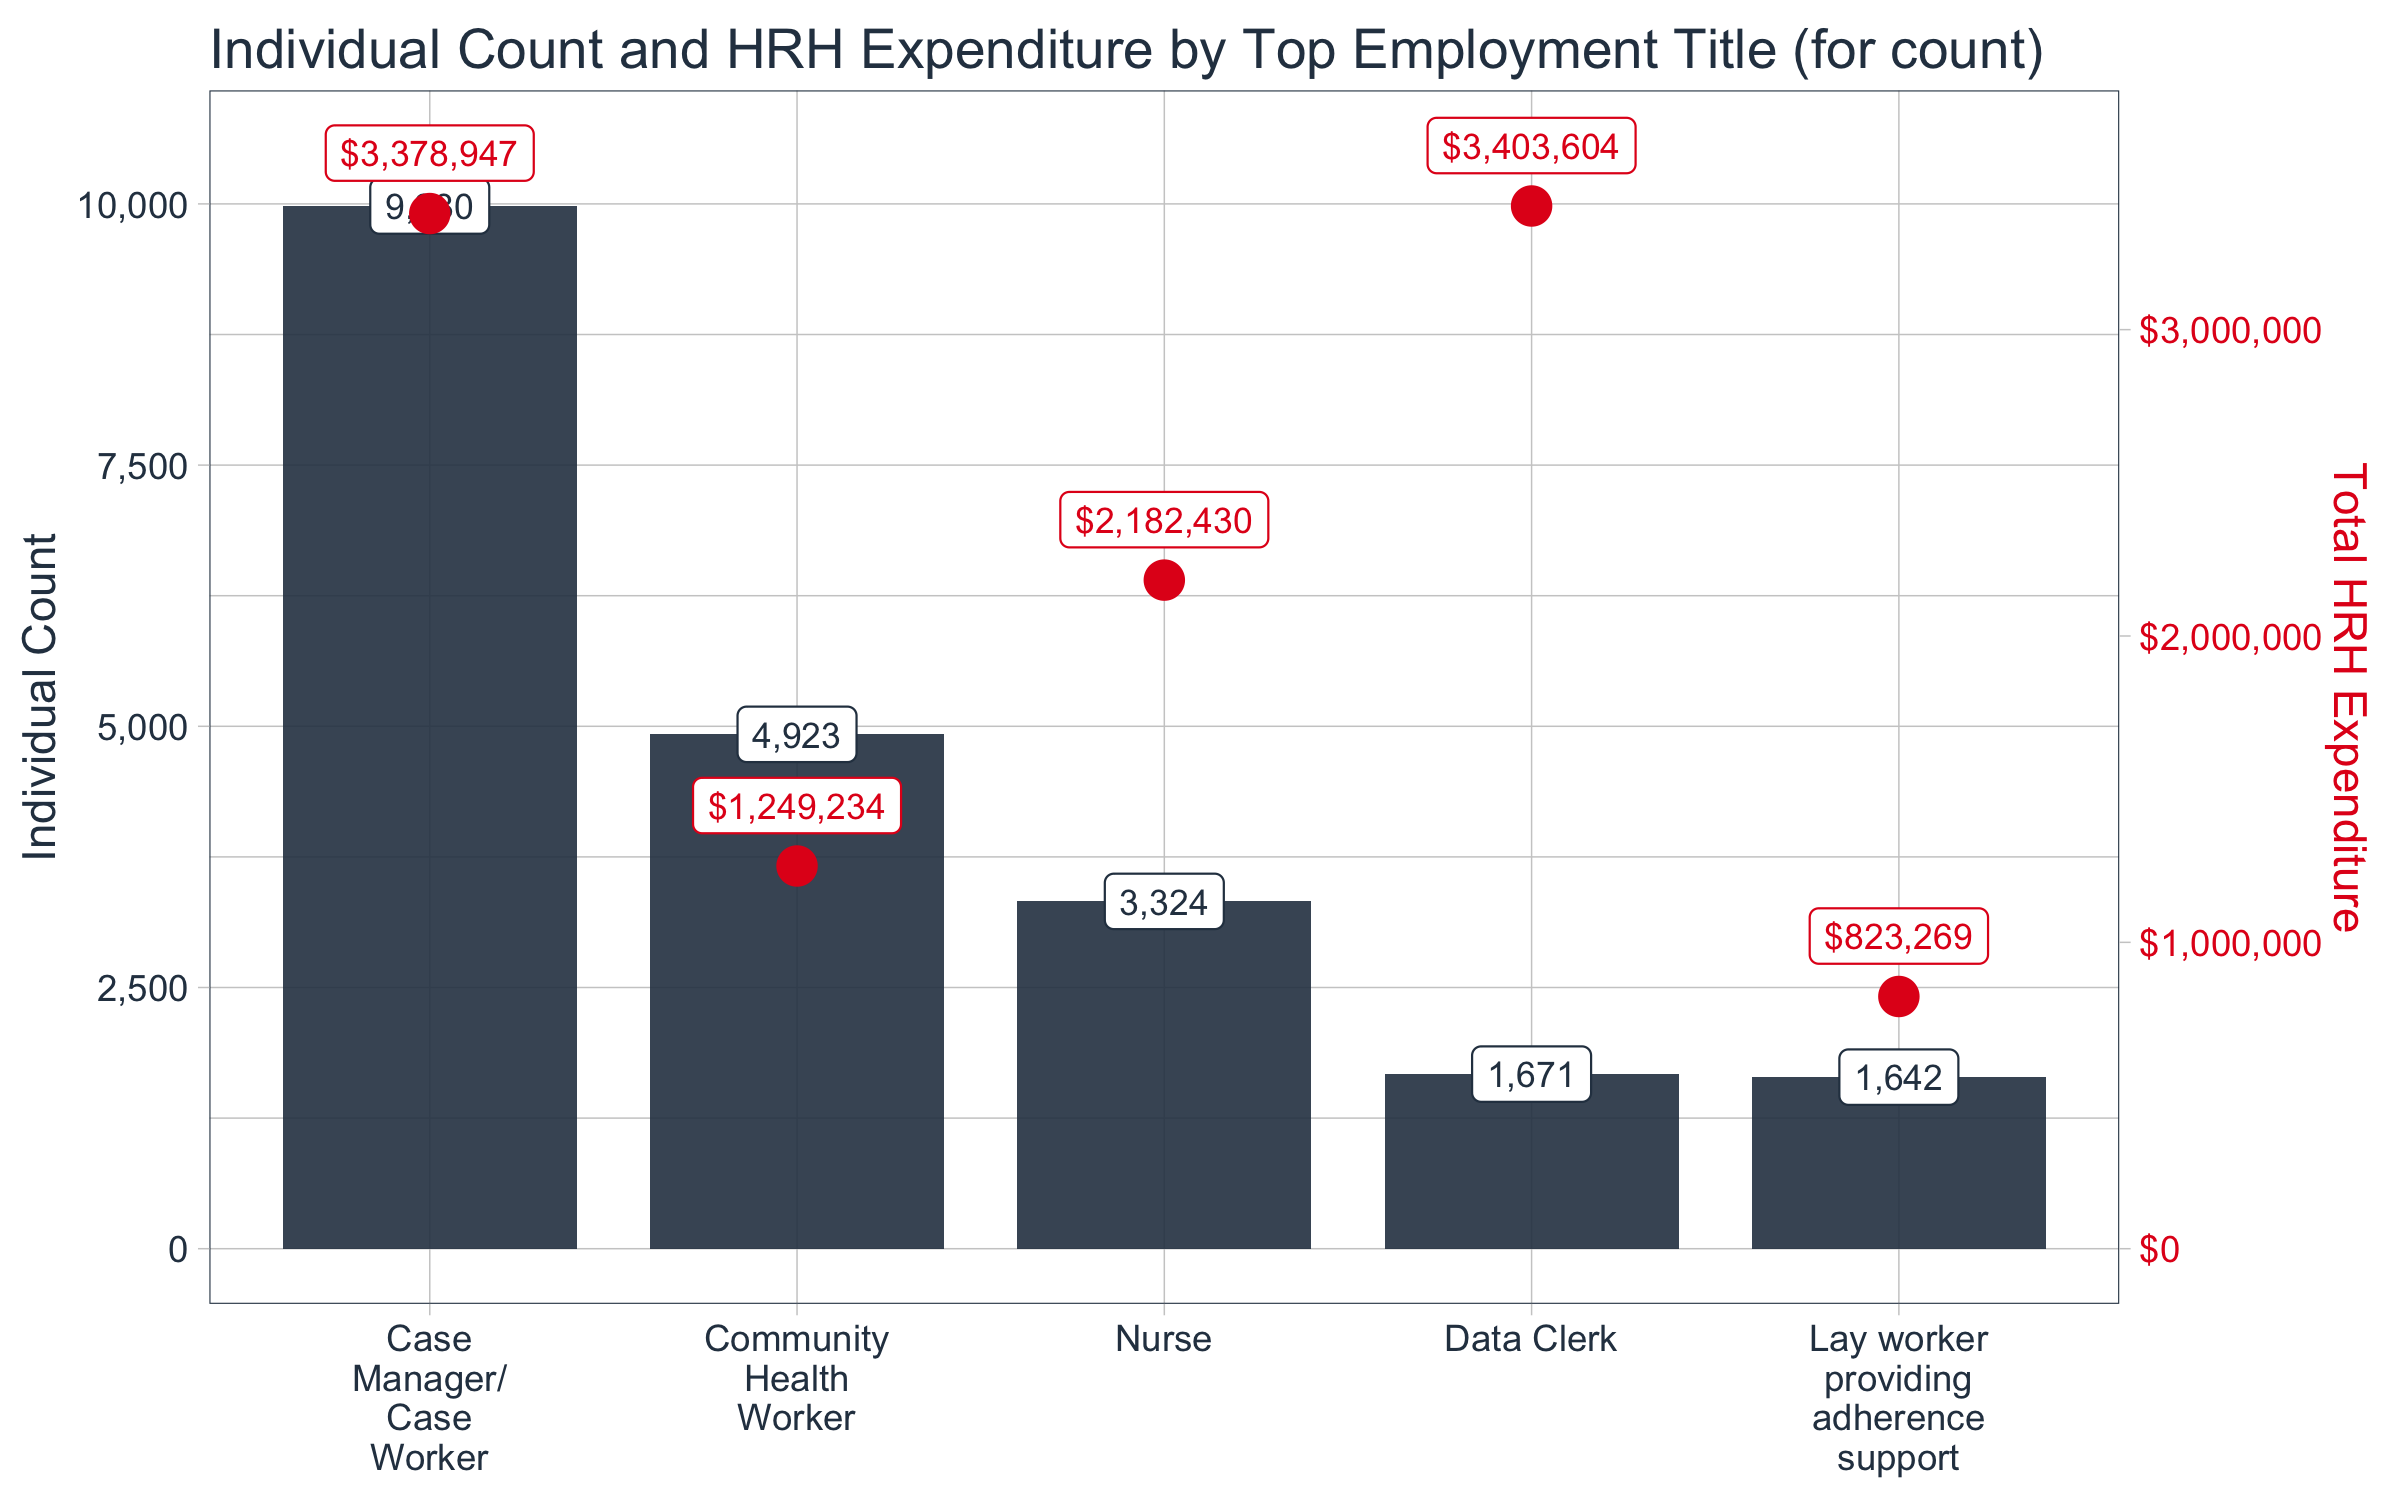 Individual Count and HRH Expenditure by Top Employment Title (for count)
Individual Count
10,000
7,500
5,000
2,500
0
$3,378,947
$3,403,604
$2,182,430
4,923
$1,249,234
3,324
$823,269
1,671
1,642
$3,000,000
$2,000,000
$1,000,000
$0
Total HRH Expenditure
Case
Manager/
Case
Worker
Community
Health
Worker
Nurse
Data Clerk
Lay worker
providing
adherence
support